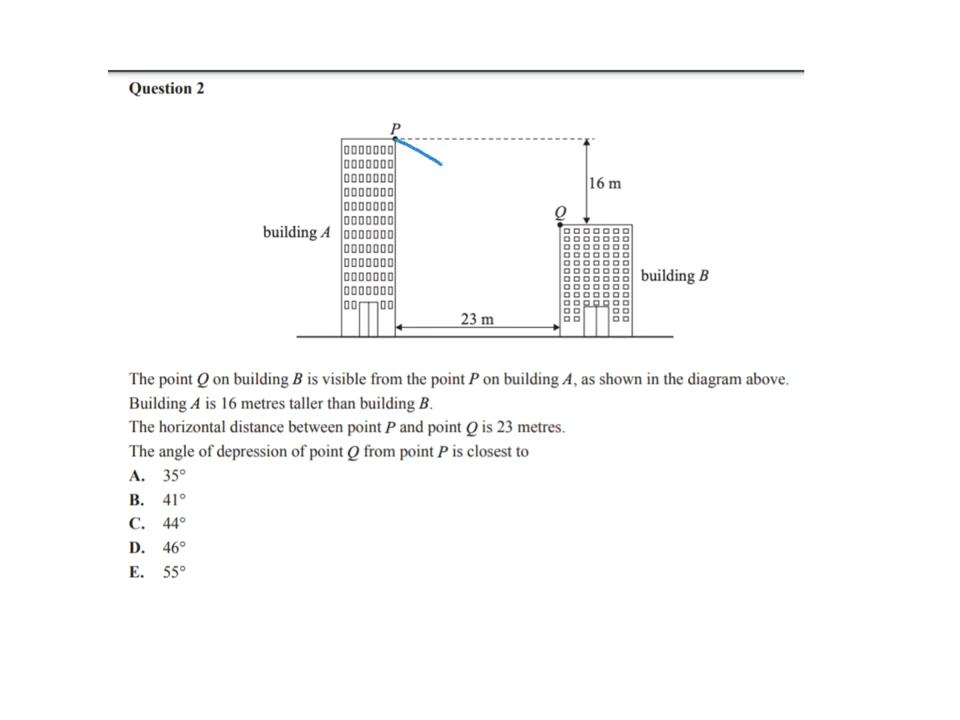 Question 2
P
16 m
Q
building A
building B
23 m
The point Q on building B is visible from the point P on building A, as shown in the diagram above.
Building A is 16 metres taller than building B.
The horizontal distance between point P and point Q is 23 metres.
The angle of depression of point Q from point P is closest to
A. 35°
B. 41°
C. 44°
D. 46°
E. 55°